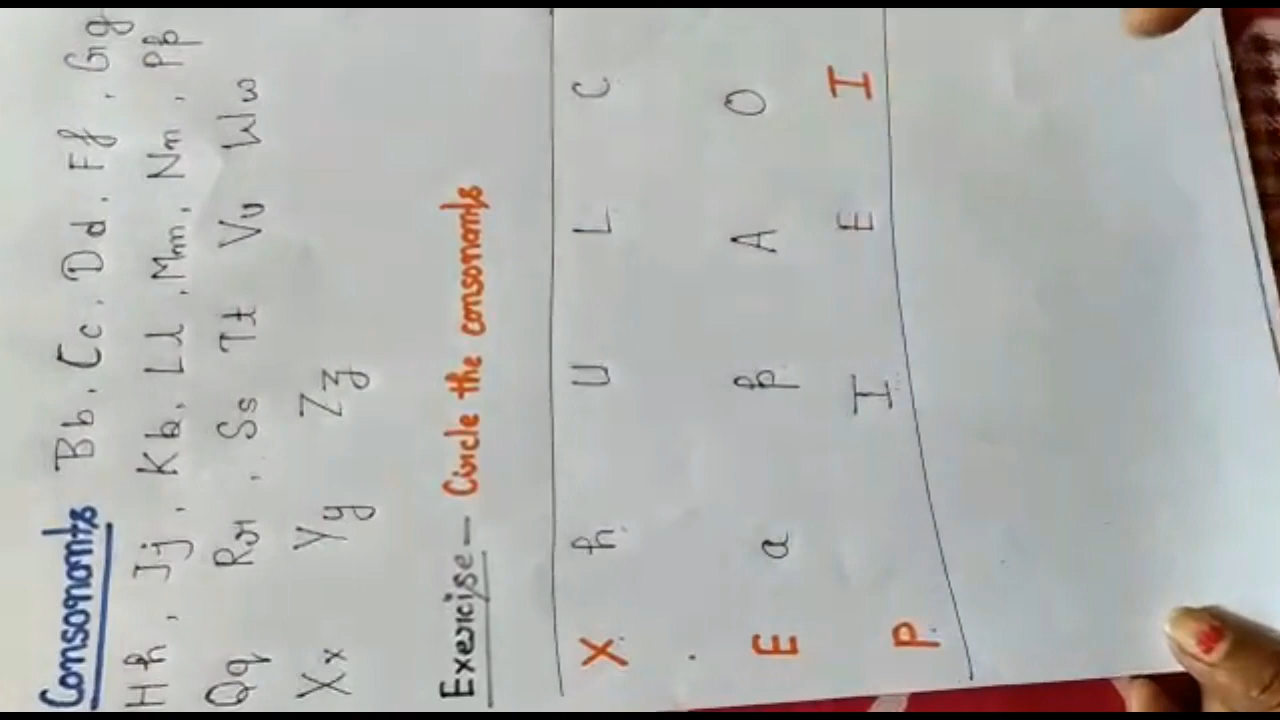 Consonants Bb, Cc, Dd, Ff, Gg
Hh, Jj, Kk, Ll, Mm, Nn, Pp
Qq Rr, Ss Tt Vv Ww
Xx Yy Zz
Exercise - Circle the consonants
X h U L C
E a p A O
P I E I